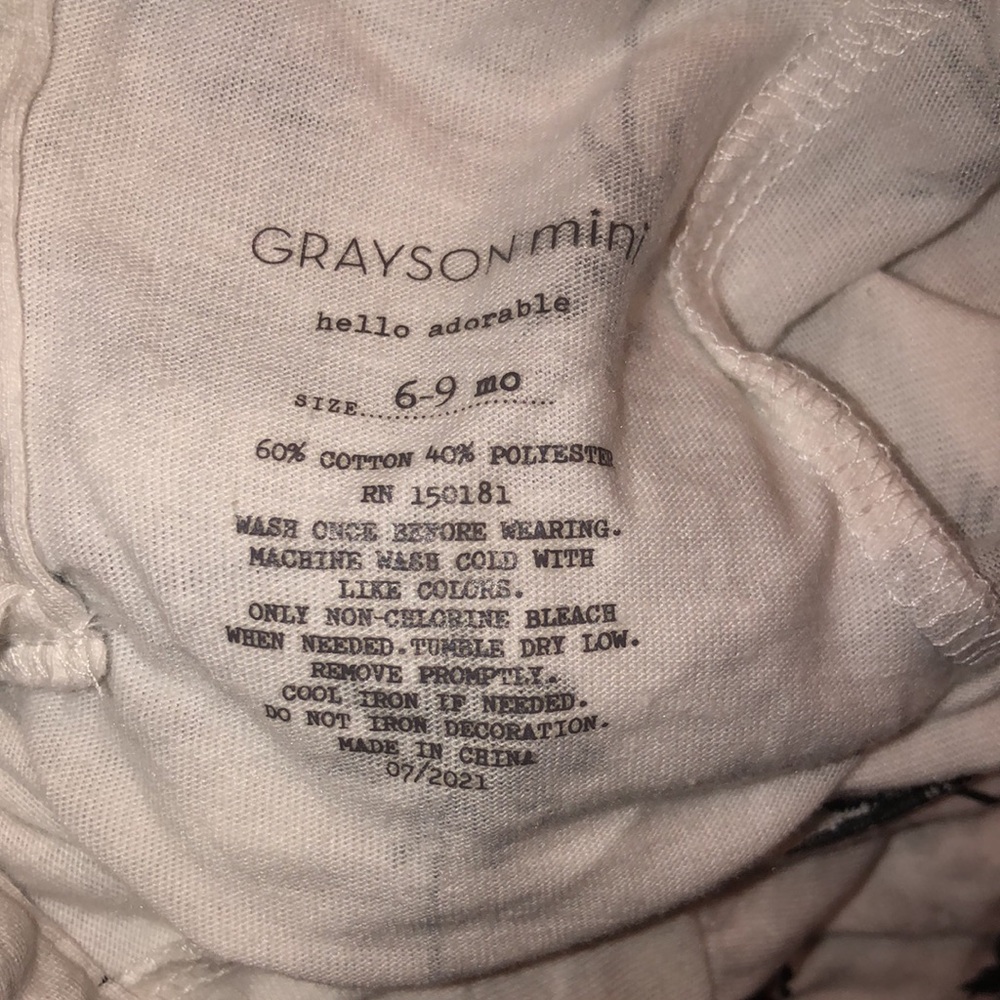 GRAYSON mini
hello adorable
SIZE 6-9 mo
60% COTTON 40% POLYESTER
RN 150181
WASH ONCE BEFORE WEARING.
MACHINE WASH COLD WITH
LIKE COLORS.
ONLY NON-CHLORINE BLEACH
WHEN NEEDED.TUMBLE DRY LOW.
REMOVE PROMPTLY.
COOL IRON IF NEEDED.
DO NOT IRON DECORATION.
MADE IN CHINA
07/2021